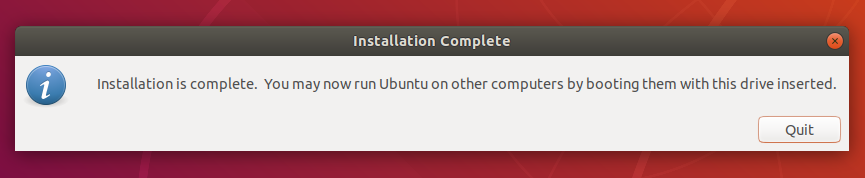 Installation Complete
Installation is complete.  You may now run Ubuntu on other computers by booting them with this drive inserted.
Quit